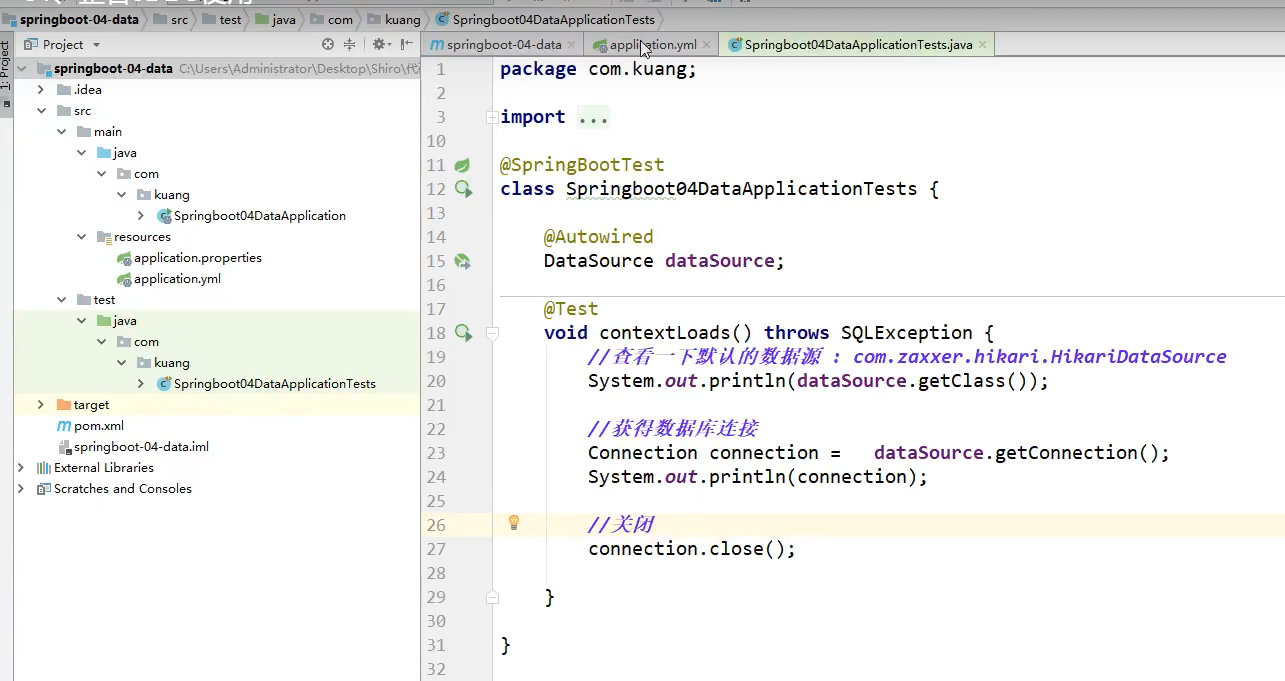 springboot-04-data src test java com kuang Springboot04DataApplicationTests
1: Project
Project
springboot-04-data C:\Users\Administrator\Desktop\Shiro\代
.idea
src
main
java
com
kuang
Springboot04DataApplication
resources
application.properties
application.yml
test
java
com
kuang
Springboot04DataApplicationTests
target
pom.xml
springboot-04-data.iml
External Libraries
Scratches and Consoles
springboot-04-data application.yml Springboot04DataApplicationTests.java
1 package com.kuang;
2
3 import ...
10
11 @SpringBootTest
12 class Springboot04DataApplicationTests {
13
14 @Autowired
15 DataSource dataSource;
16
17 @Test
18 void contextLoads() throws SQLException {
19 //查看一下默认的数据源 : com.zaxxer.hikari.HikariDataSource
20 System.out.println(dataSource.getClass());
21
22 //获得数据库连接
23 Connection connection = dataSource.getConnection();
24 System.out.println(connection);
25
26 //关闭
27 connection.close();
28
29 }
30
31 }
32